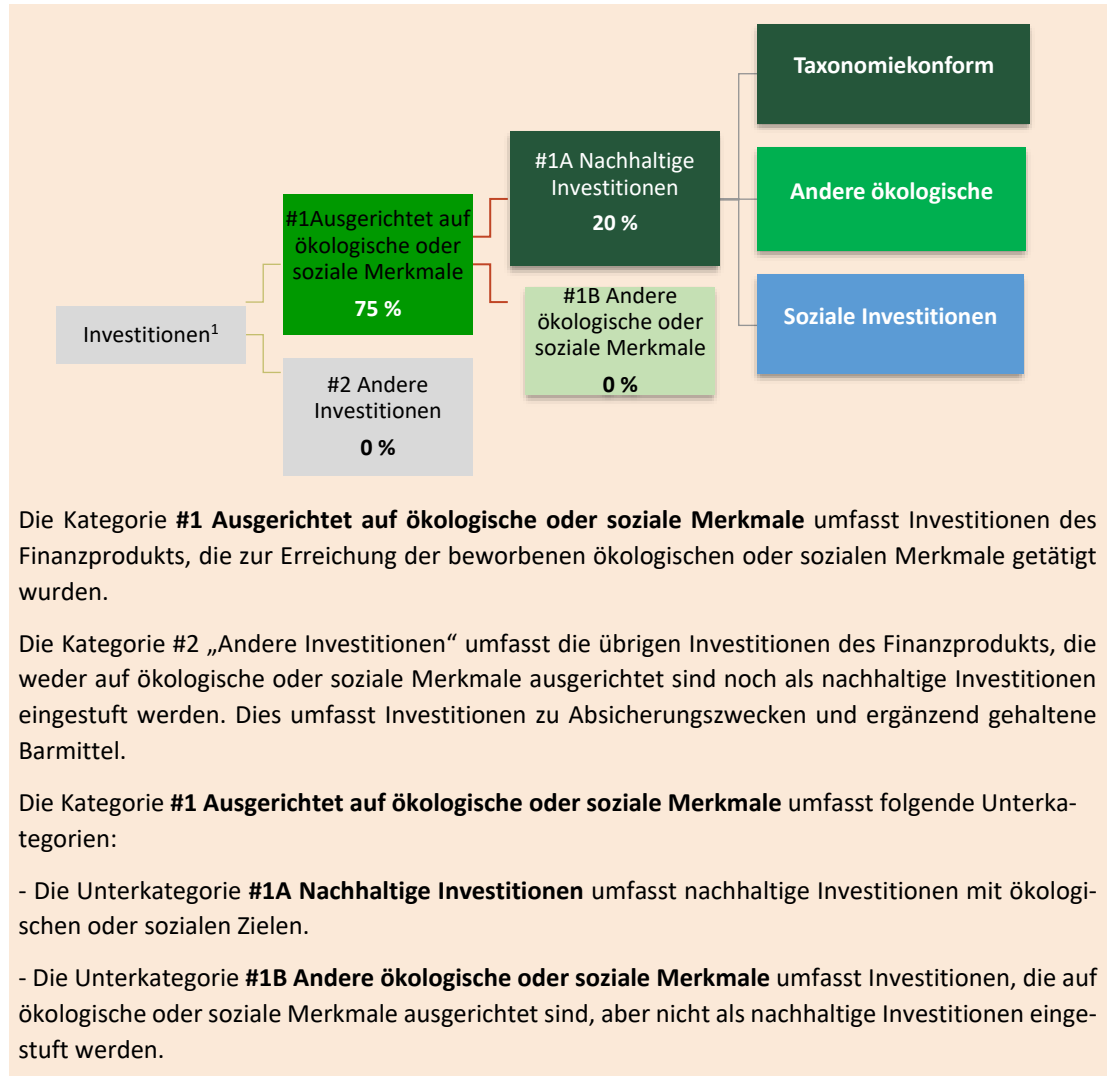 Taxonomiekonform
#1A Nachhaltige
Investitionen
20 %
Andere ökologische
#1Ausgerichtet auf
ökologische oder
soziale Merkmale
75 %
#1B Andere
ökologische oder
soziale Merkmale
0 %
Soziale Investitionen
Investitionen¹
#2 Andere
Investitionen
0 %
Die Kategorie #1 Ausgerichtet auf ökologische oder soziale Merkmale umfasst Investitionen des
Finanzprodukts, die zur Erreichung der beworbenen ökologischen oder sozialen Merkmale getätigt
wurden.
Die Kategorie #2 „Andere Investitionen“ umfasst die übrigen Investitionen des Finanzprodukts, die
weder auf ökologische oder soziale Merkmale ausgerichtet sind noch als nachhaltige Investitionen
eingestuft werden. Dies umfasst Investitionen zu Absicherungszwecken und ergänzend gehaltene
Barmittel.
Die Kategorie #1 Ausgerichtet auf ökologische oder soziale Merkmale umfasst folgende Unterka-
tegorien:
- Die Unterkategorie #1A Nachhaltige Investitionen umfasst nachhaltige Investitionen mit ökologi-
schen oder sozialen Zielen.
- Die Unterkategorie #1B Andere ökologische oder soziale Merkmale umfasst Investitionen, die auf
ökologische oder soziale Merkmale ausgerichtet sind, aber nicht als nachhaltige Investitionen einge-
stuft werden.